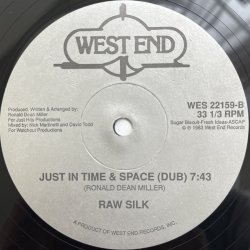 WEST END
Produced, Written & Arranged by:
Ronald Dean Miller
For Just Hits Productions
Mixed by: Nick Martinelli and David Todd
For Watchout Productions
WES 22159-B
33 1/3 RPM
Sugar Biscuit-Fresh Ideas-ASCAP
℗ © 1983 West End Records
JUST IN TIME & SPACE (DUB) 7:43
(RONALD DEAN MILLER)
RAW SILK
A PRODUCT OF WEST END RECORDS, INC.